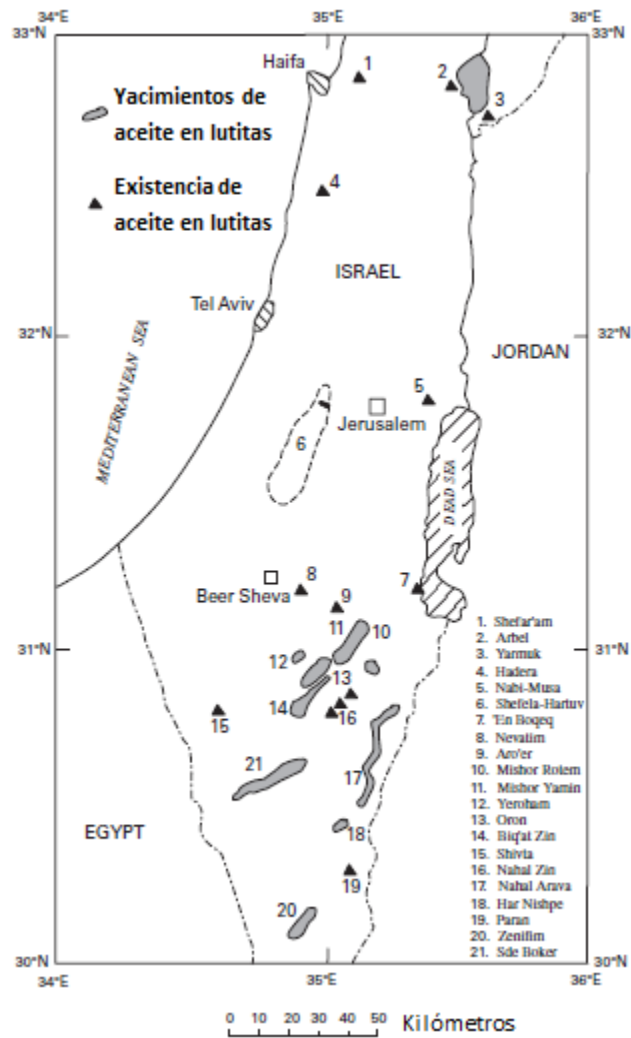 34°E 35°E 36°E
33°N 33°N
Haifa
1
2
3
Yacimientos de
aceite en lutitas
Existencia de
aceite en lutitas
4
ISRAEL
Tel Aviv
32°N 32°N
JORDAN
MEDITERRANEAN SEA
5
Jerusalem
6
DEAD SEA
8
7
Beer Sheva
9
11
10
31°N 31°N
12
13
14
16
15
21
17
18
EGYPT
19
20
1. Shefar'am
2. Arbel
3. Yarmuk
4. Hadera
5. Nabi-Musa
6. Shefela-Hartuv
7. 'En Boqeq
8. Nevatim
9. Aro'er
10. Mishor Rotem
11. Mishor Yamin
12. Yeroham
13. Oron
14. Biq'at Zin
15. Shivta
16. Nahal Zin
17. Nahal Arava
18. Har Nishpe
19. Paran
20. Zenifim
21. Sde Boker
30°N 30°N
34°E 35°E 36°E
0 10 20 30 40 50 Kilómetros